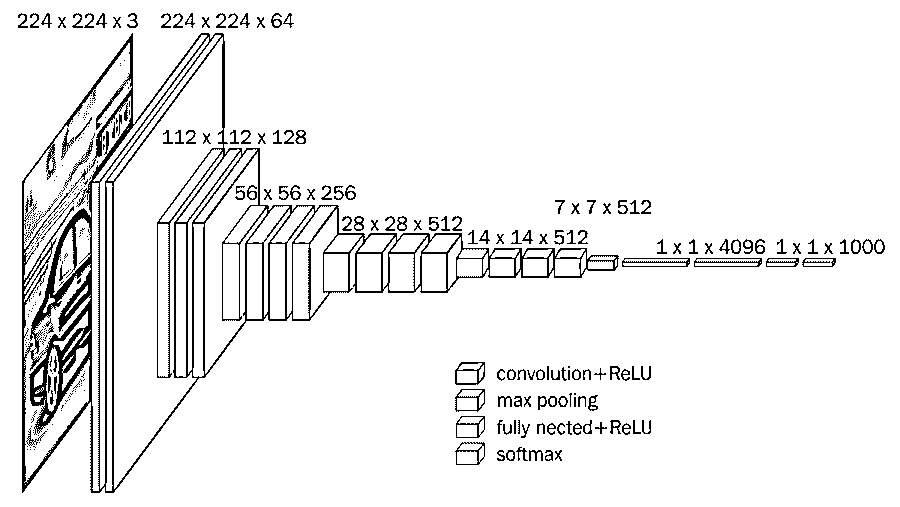 224 x 224 x 3
224 x 224 x 64
112 x 112 x 128
56 x 56 x 256
28 x 28 x 512
14 x 14 x 512
7 x 7 x 512
1 x 1 x 4096
1 x 1 x 1000
convolution+ReLU
max pooling
fully nected+ReLU
softmax